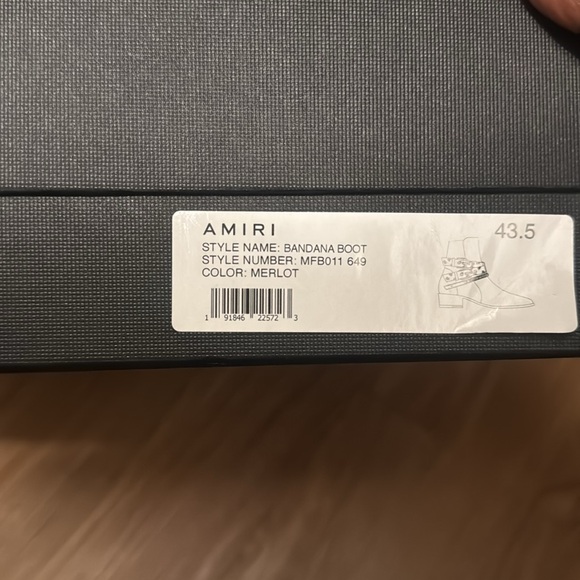 AMIRI
43.5
STYLE NAME: BANDANA BOOT
STYLE NUMBER: MFB011 649
COLOR: MERLOT
1 91846 22572 3